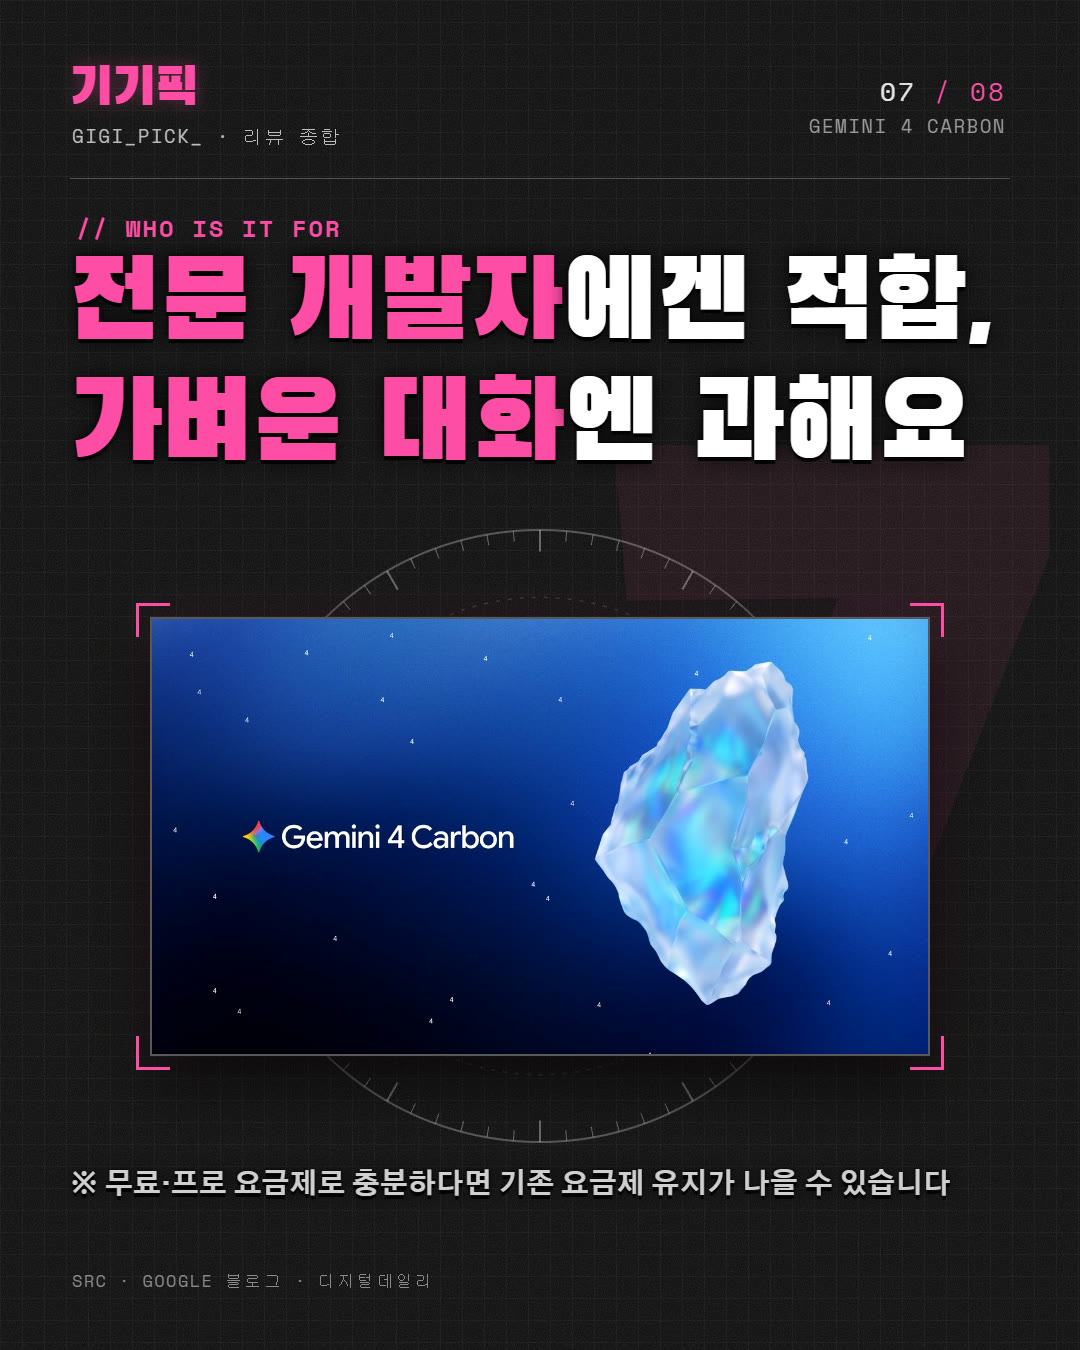 기기픽
GIGI_PICK_ · 리뷰 종합
07 / 08
GEMINI 4 CARBON
// WHO IS IT FOR
전문 개발자에겐 적합,
가벼운 대화엔 과해요
Gemini 4 Carbon
※ 무료·프로 요금제로 충분하다면 기존 요금제 유지가 나을 수 있습니다
SRC · GOOGLE 블로그 · 디지털데일리